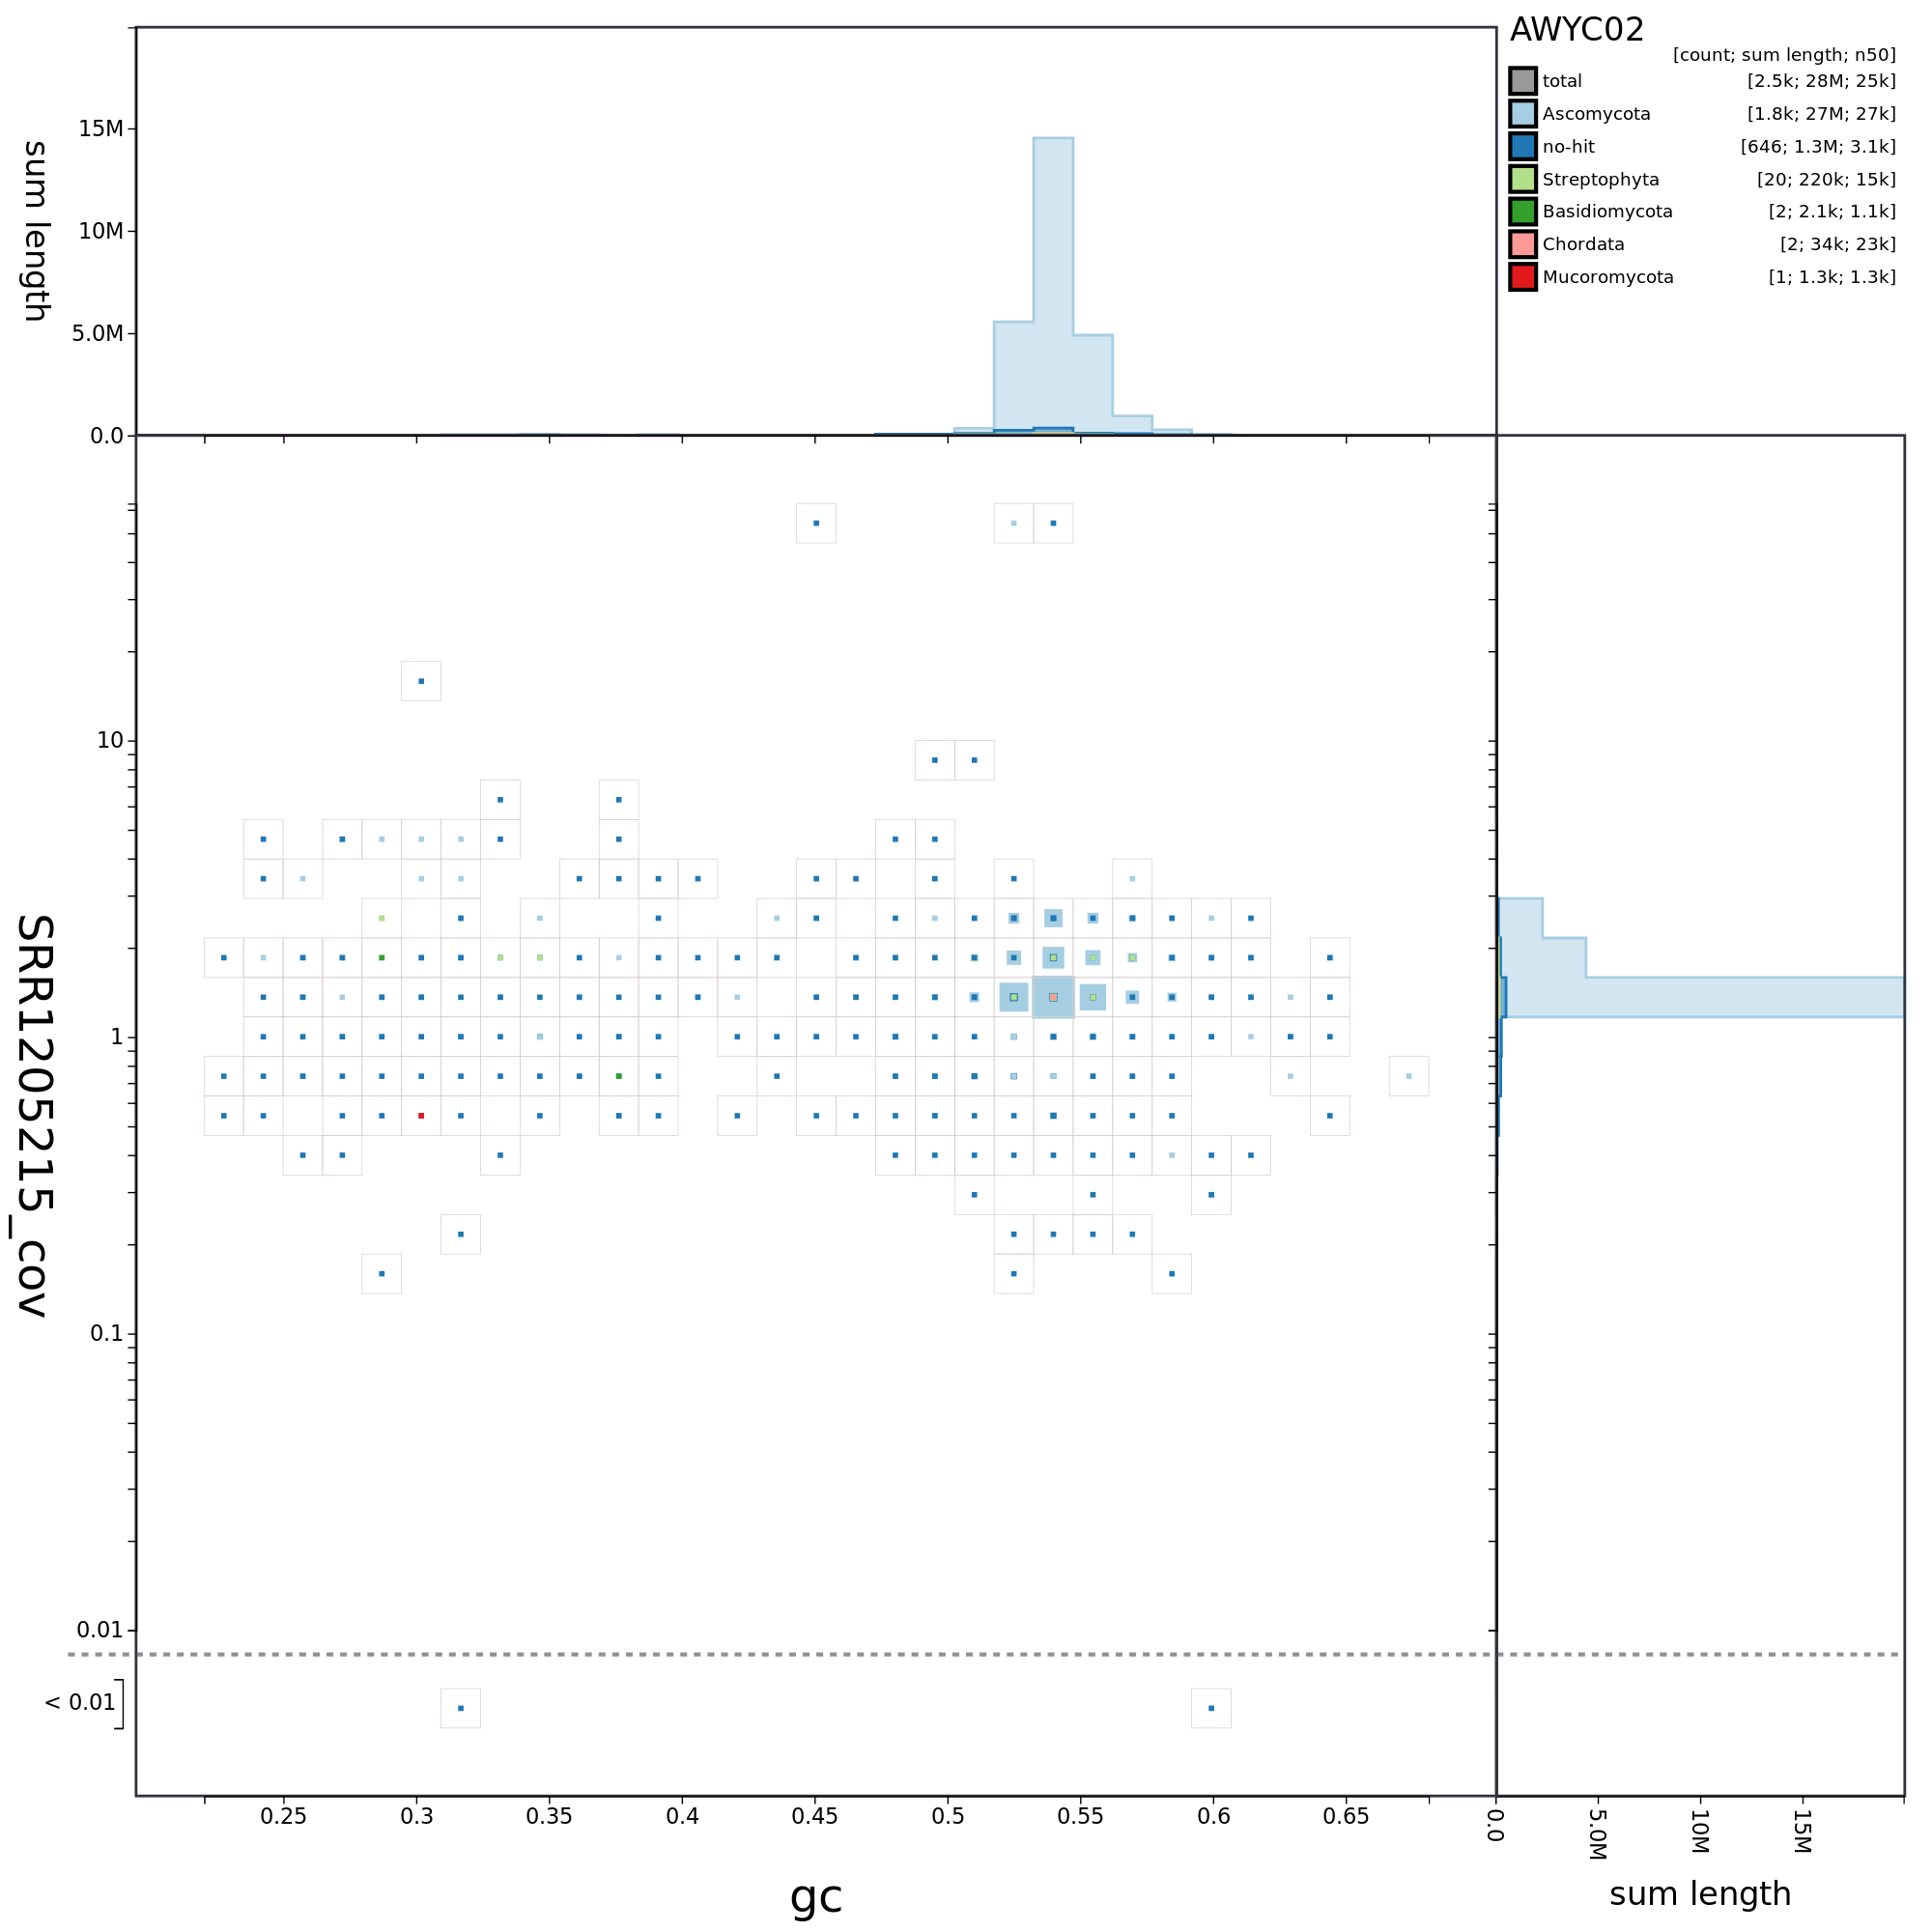 AWYC02
[count; sum length; n50]
total [2.5k; 28M; 25k]
Ascomycota [1.8k; 27M; 27k]
no-hit [646; 1.3M; 3.1k]
Streptophyta [20; 220k; 15k]
Basidiomycota [2; 2.1k; 1.1k]
Chordata [2; 34k; 23k]
Mucoromycota [1; 1.3k; 1.3k]
sum length
15M
10M
5.0M
0.0
SRR1205215_cov
10
1
0.1
0.01
< 0.01
0.25 0.3 0.35 0.4 0.45 0.5 0.55 0.6 0.65
gc
0.0 5.0M 10M 15M
sum length